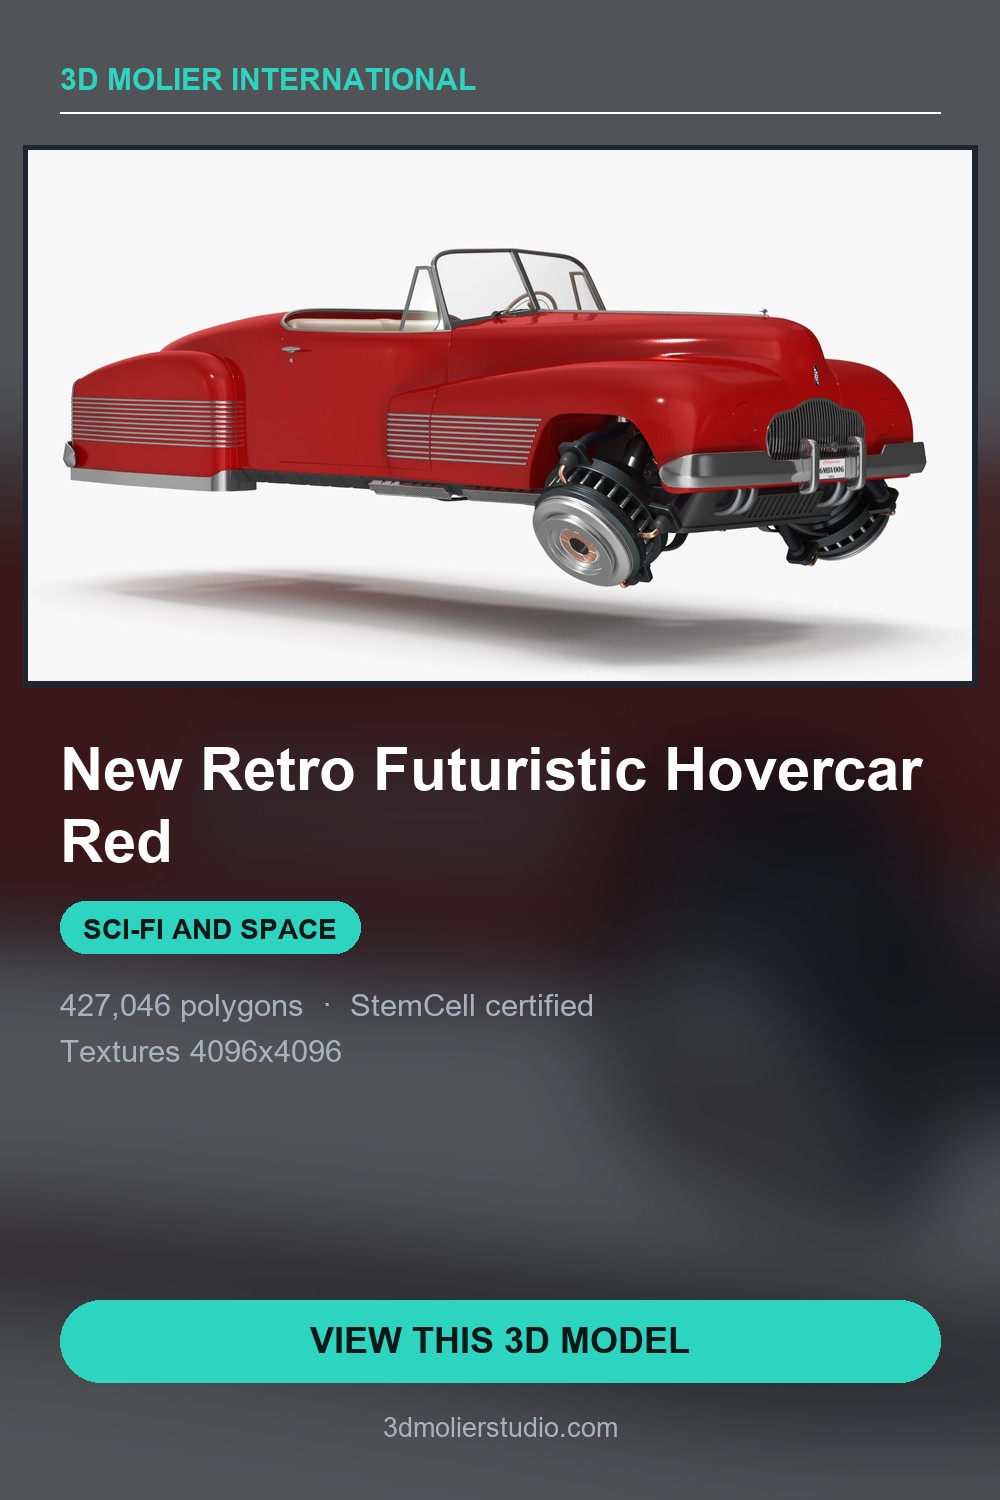 3D MOLIER INTERNATIONAL
New Retro Futuristic Hovercar
Red
SCI-FI AND SPACE
427,046 polygons · StemCell certified
Textures 4096x4096
VIEW THIS 3D MODEL
3dmolierstudio.com